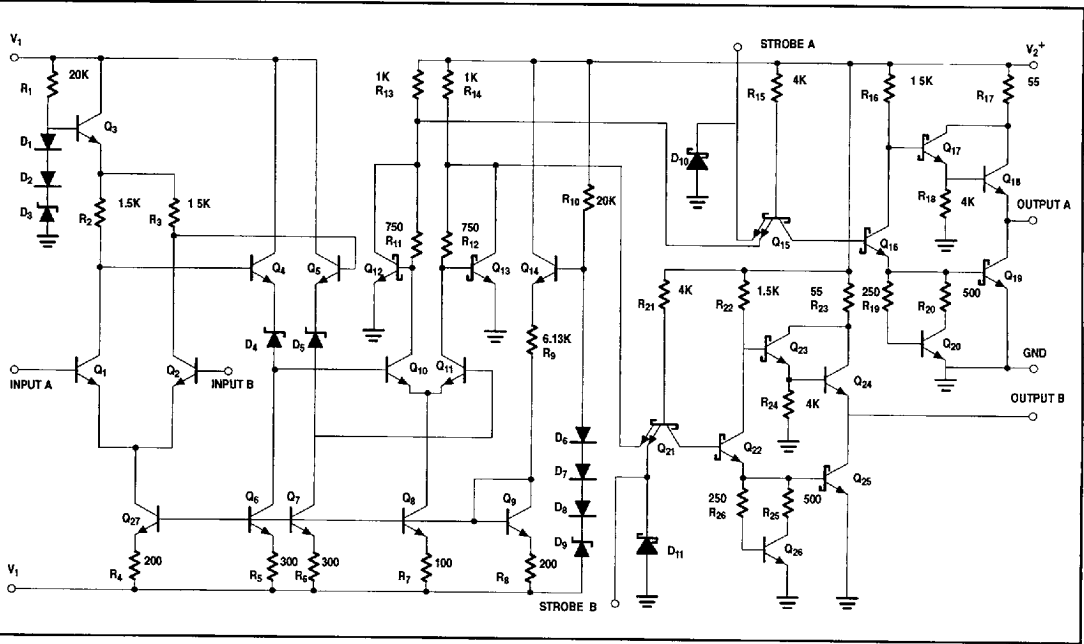 V1
20K
R1
Q3
D1
D2
D3
1.5K
R2
R3
1 5K
Q4
Q5
D4
D5
INPUT A
Q1
Q2
INPUT B
Q27
Q6
Q7
200
R4
300
R5
300
R6
V1
1K
R13
1K
R14
750
R11
750
R12
Q12
Q13
Q14
Q10
Q11
6.13K
R9
R10
20K
Q8
Q9
100
R7
R8
200
D6
D7
D8
D9
STROBE B
STROBE A
D10
4K
R15
Q15
1 5K
R16
V2+
55
R17
Q17
Q18
R18
4K
OUTPUT A
Q16
Q19
250
R19
R20
500
Q20
GND
R21
4K
R22
1.5K
55
R23
Q23
Q24
R24
4K
OUTPUT B
Q21
Q22
Q25
250
R26
500
R25
Q26
D11